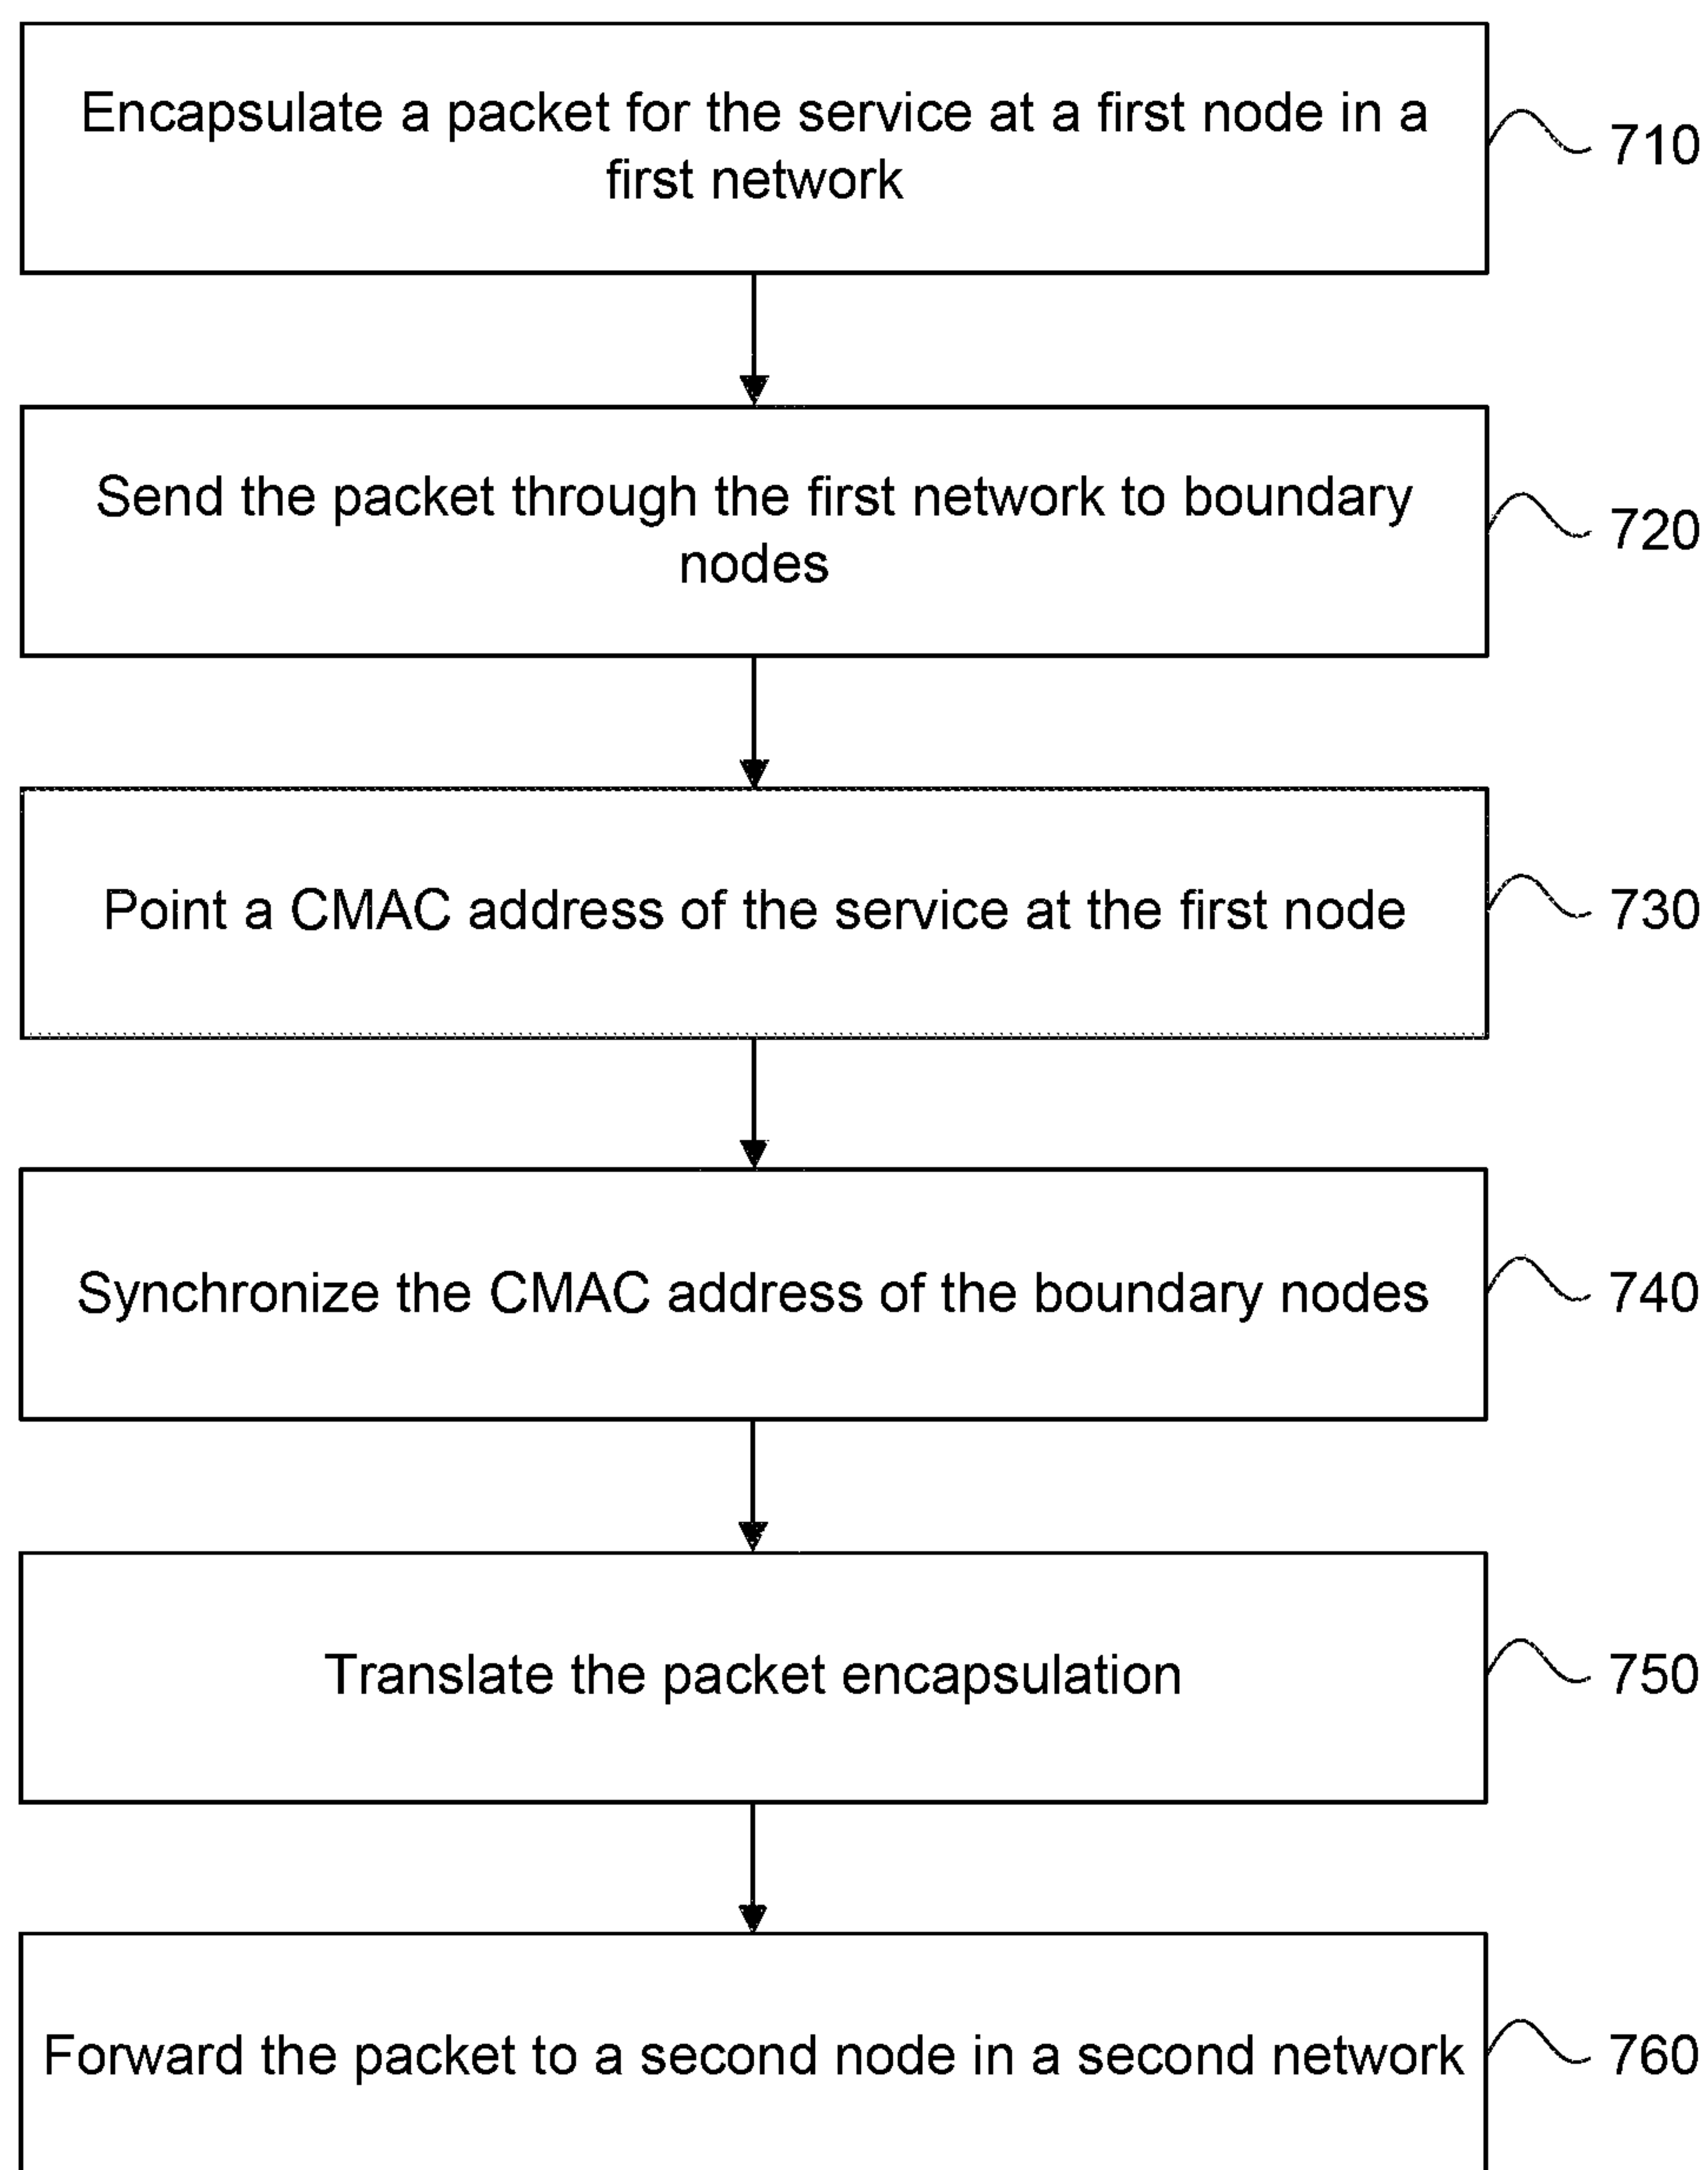 Encapsulate a packet for the service at a first node in a
first network
710
Send the packet through the first network to boundary
nodes
720
Point a CMAC address of the service at the first node
730
Synchronize the CMAC address of the boundary nodes
740
Translate the packet encapsulation
750
Forward the packet to a second node in a second network
760